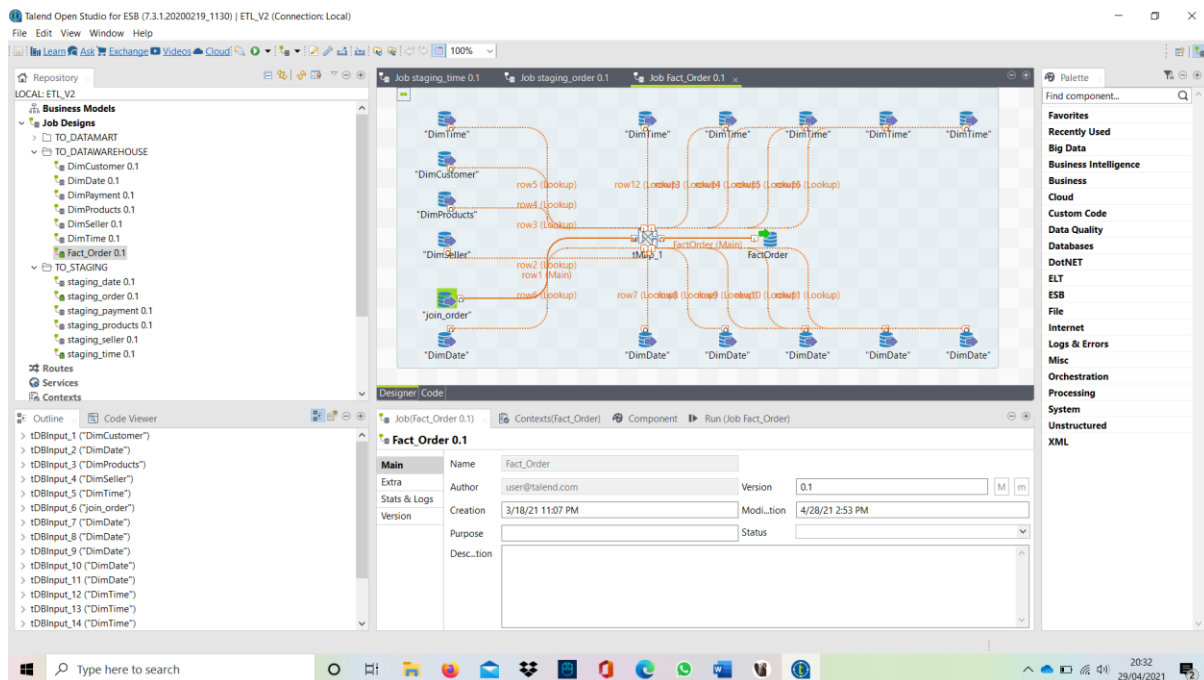 Talend Open Studio for ESB (7.3.1.20200219_1130) | ETL_V2 (Connection: Local)
File Edit View Window Help
Learn Ask Exchange Videos Cloud 100%
Repository
LOCAL: ETL_V2
Business Models
Job Designs
TO_DATAMART
TO_DATAWAREHOUSE
DimCustomer 0.1
DimDate 0.1
DimPayment 0.1
DimProducts 0.1
DimSeller 0.1
DimTime 0.1
Fact_Order 0.1
TO_STAGING
staging_date 0.1
staging_order 0.1
staging_payment 0.1
staging_products 0.1
staging_seller 0.1
staging_time 0.1
Routes
Services
Contexts
Job staging_time 0.1 Job staging_order 0.1 Job Fact_Order 0.1
"DimTime" "DimTime" "DimTime" "DimTime" "DimTime" "DimTime"
"DimCustomer"
row5 (Lookup) row12
row4 (Lookup)
"DimProducts"
row3 (Lookup)
FactOrder (Main)
"DimSeller" tMap_1 FactOrder
row2 (Lookup)
row1 (Main)
row6 (Lookup) row7
"join_order"
"DimDate" "DimDate" "DimDate" "DimDate" "DimDate" "DimDate"
Designer Code
Palette
Find component...
Favorites
Recently Used
Big Data
Business Intelligence
Business
Cloud
Custom Code
Data Quality
Databases
DotNET
ELT
ESB
File
Internet
Logs & Errors
Misc
Orchestration
Processing
System
Unstructured
XML
Outline Code Viewer
tDBInput_1 ("DimCustomer")
tDBInput_2 ("DimDate")
tDBInput_3 ("DimProducts")
tDBInput_4 ("DimSeller")
tDBInput_5 ("DimTime")
tDBInput_6 ("join_order")
tDBInput_7 ("DimDate")
tDBInput_8 ("DimDate")
tDBInput_9 ("DimDate")
tDBInput_10 ("DimDate")
tDBInput_11 ("DimDate")
tDBInput_12 ("DimTime")
tDBInput_13 ("DimTime")
tDBInput_14 ("DimTime")
Job(Fact_Order 0.1) Contexts(Fact_Order) Component Run (Job Fact_Order)
Fact_Order 0.1
Main
Extra
Stats & Logs
Version
Name Fact_Order
Author user@talend.com Version 0.1 M m
Creation 3/18/21 11:07 PM Modi...tion 4/28/21 2:53 PM
Purpose Status
Desc...tion
Type here to search
20:32
29/04/2021